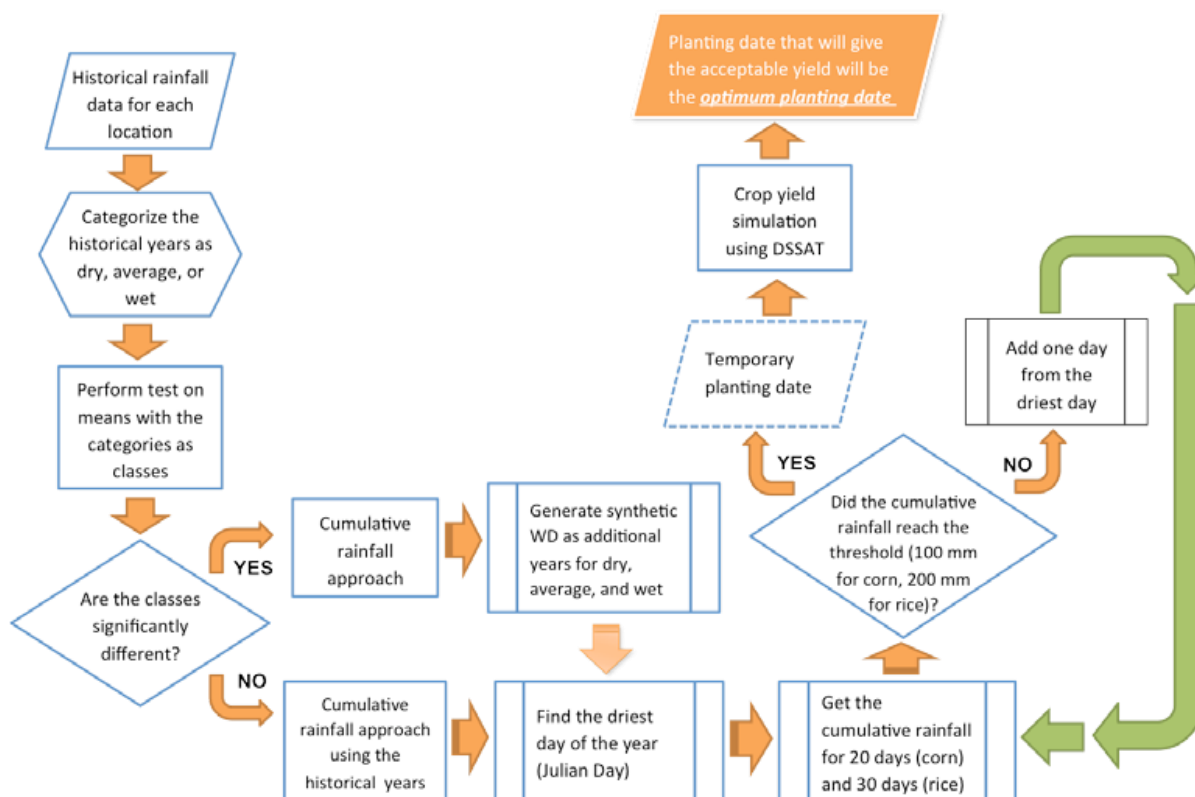 Historical rainfall
data for each
location
Categorize the
historical years as
dry, average, or
wet
Perform test on
means with the
categories as
classes
Are the classes
significantly
different?
YES
NO
Cumulative
rainfall
approach
Generate synthetic
WD as additional
years for dry,
average, and wet
Cumulative
rainfall approach
using the
historical years
Find the driest
day of the year
(Julian Day)
Get the
cumulative rainfall
for 20 days (corn)
and 30 days (rice)
Did the cumulative
rainfall reach the
threshold (100 mm
for corn, 200 mm
for rice)?
YES
NO
Add one day
from the
driest day
Temporary
planting date
Crop yield
simulation
using DSSAT
Planting date that will give
the acceptable yield will be
the optimum planting date